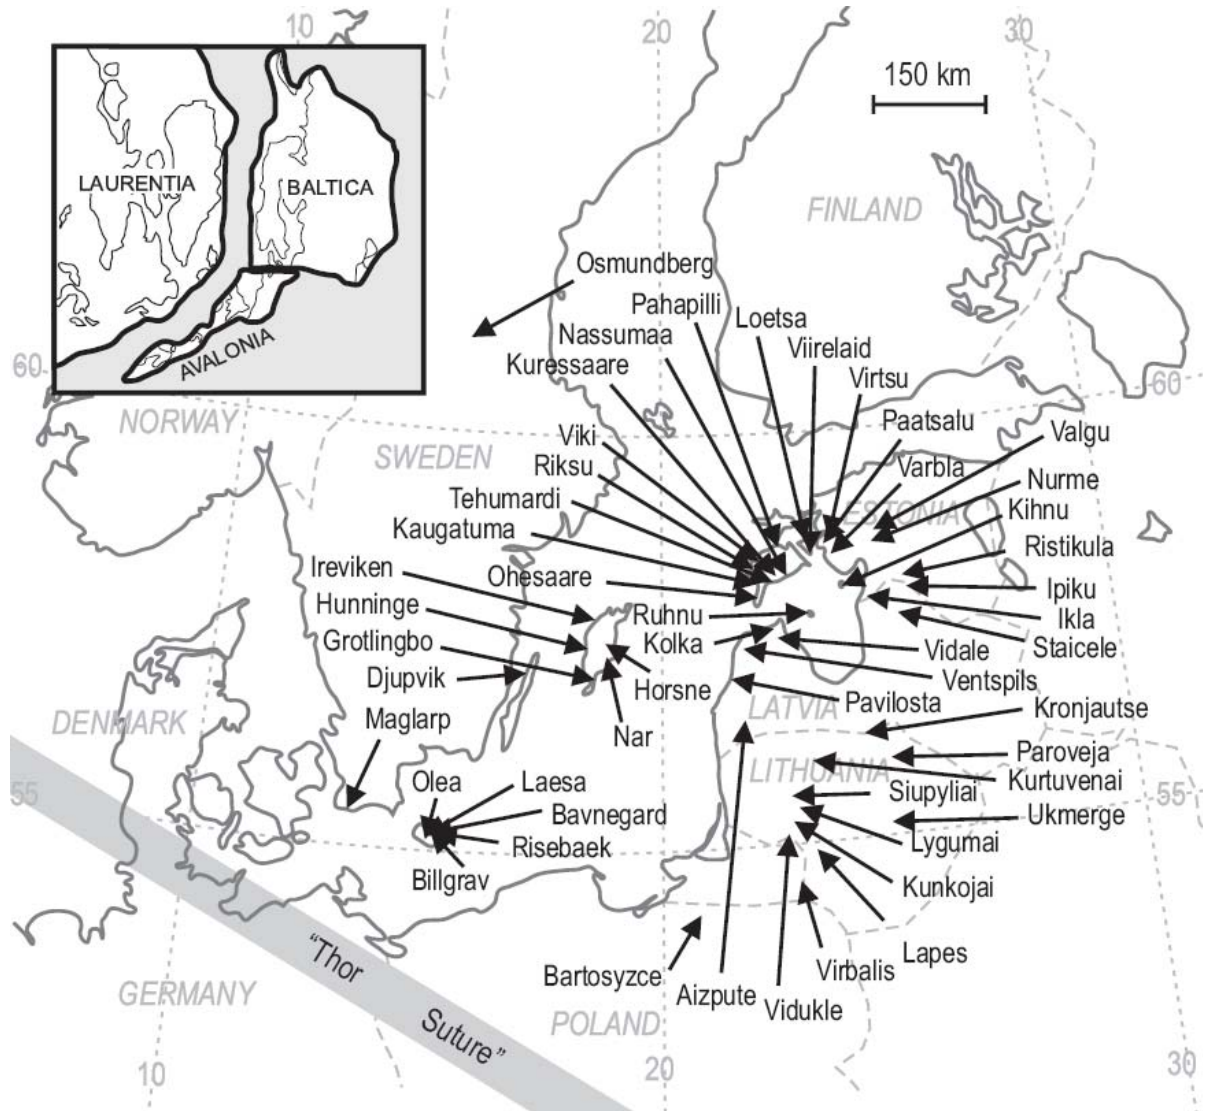 10
20
30
150 km
LAURENTIA
BALTICA
AVALONIA
FINLAND
Osmundberg
Pahapilli
Loetsa
Nassumaa
Viirelaid
Kuressaare
Virtsu
60
60
NORWAY
SWEDEN
Paatsalu
Valgu
Viki
Riksu
Varbla
Nurme
Tehumardi
Kihnu
ESTONIA
Kaugatuma
Ristikula
Ireviken
Ohesaare
Ipiku
Hunninge
Ruhnu
Ikla
Grotlingbo
Kolka
Vidale
Staicele
Djupvik
Horsne
Ventspils
DENMARK
Maglarp
Nar
Pavilosta
LATVIA
Kronjautse
Paroveja
LITHUANIA
Kurtuvenai
Olea
Laesa
Siupyliai
55
55
Bavnegard
Ukmerge
Risebaek
Lygumai
Billgrav
Kunkojai
Lapes
"Thor
Suture"
Bartosyzce
Virbalis
GERMANY
Aizpute
Vidukle
POLAND
10
20
30